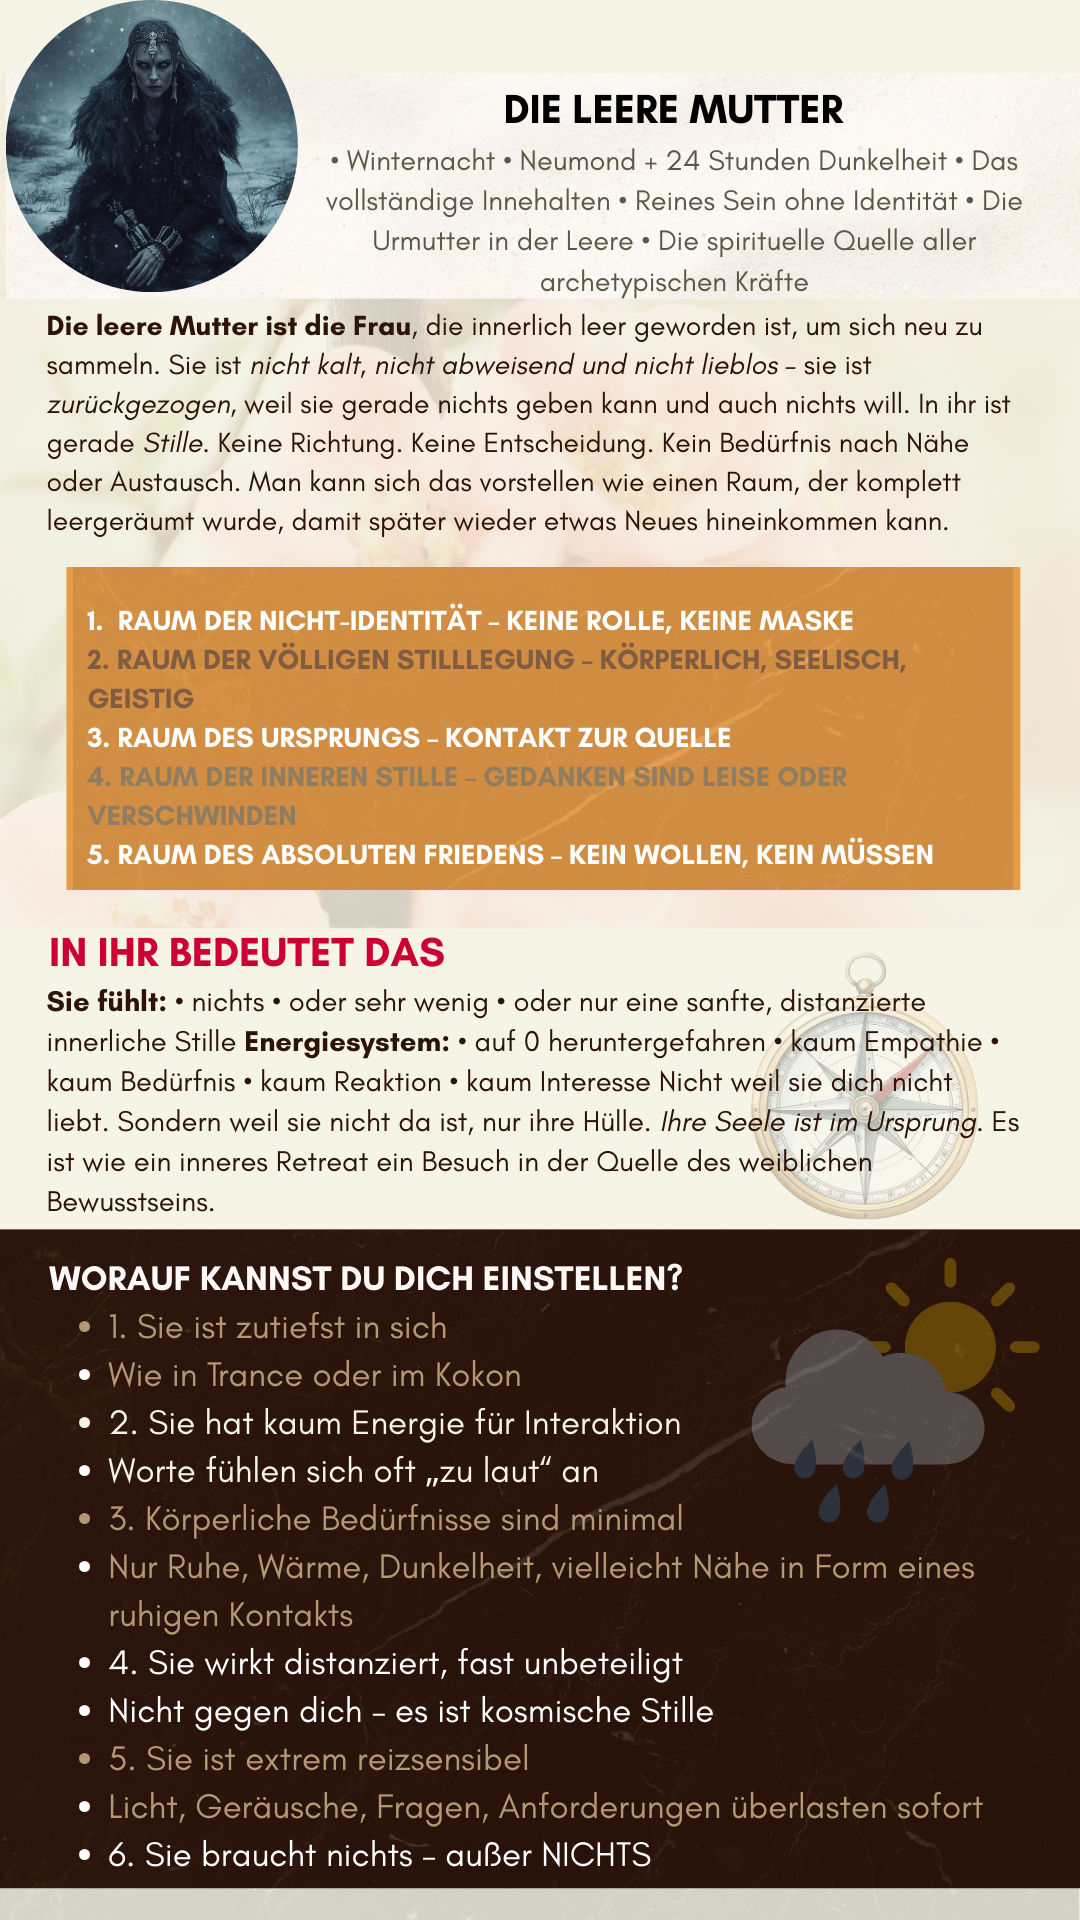 DIE LEERE MUTTER
• Winternacht • Neumond + 24 Stunden Dunkelheit • Das
vollständige Innehalten • Reines Sein ohne Identität • Die
Urmutter in der Leere • Die spirituelle Quelle aller
archetypischen Kräfte
Die leere Mutter ist die Frau, die innerlich leer geworden ist, um sich neu zu
sammeln. Sie ist nicht kalt, nicht abweisend und nicht lieblos – sie ist
zurückgezogen, weil sie gerade nichts geben kann und auch nichts will. In ihr ist
gerade Stille. Keine Richtung. Keine Entscheidung. Kein Bedürfnis nach Nähe
oder Austausch. Man kann sich das vorstellen wie einen Raum, der komplett
leergeräumt wurde, damit später wieder etwas Neues hineinkommen kann.
1. RAUM DER NICHT-IDENTITÄT – KEINE ROLLE, KEINE MASKE
2. RAUM DER VÖLLIGEN STILLLEGUNG – KÖRPERLICH, SEELISCH,
GEISTIG
3. RAUM DES URSPRUNGS – KONTAKT ZUR QUELLE
4. RAUM DER INNEREN STILLE – GEDANKEN SIND LEISE ODER
VERSCHWINDEN
5. RAUM DES ABSOLUTEN FRIEDENS – KEIN WOLLEN, KEIN MÜSSEN
IN IHR BEDEUTET DAS
Sie fühlt: • nichts • oder sehr wenig • oder nur eine sanfte, distanzierte
innerliche Stille Energiesystem: • auf 0 heruntergefahren • kaum Empathie •
kaum Bedürfnis • kaum Reaktion • kaum Interesse Nicht weil sie dich nicht
liebt. Sondern weil sie nicht da ist, nur ihre Hülle. Ihre Seele ist im Ursprung. Es
ist wie ein inneres Retreat ein Besuch in der Quelle des weiblichen
Bewusstseins.
WORAUF KANNST DU DICH EINSTELLEN?
• 1. Sie ist zutiefst in sich
• Wie in Trance oder im Kokon
• 2. Sie hat kaum Energie für Interaktion
• Worte fühlen sich oft „zu laut“ an
• 3. Körperliche Bedürfnisse sind minimal
• Nur Ruhe, Wärme, Dunkelheit, vielleicht Nähe in Form eines
ruhigen Kontakts
• 4. Sie wirkt distanziert, fast unbeteiligt
• Nicht gegen dich – es ist kosmische Stille
• 5. Sie ist extrem reizsensibel
• Licht, Geräusche, Fragen, Anforderungen überlasten sofort
• 6. Sie braucht nichts – außer NICHTS